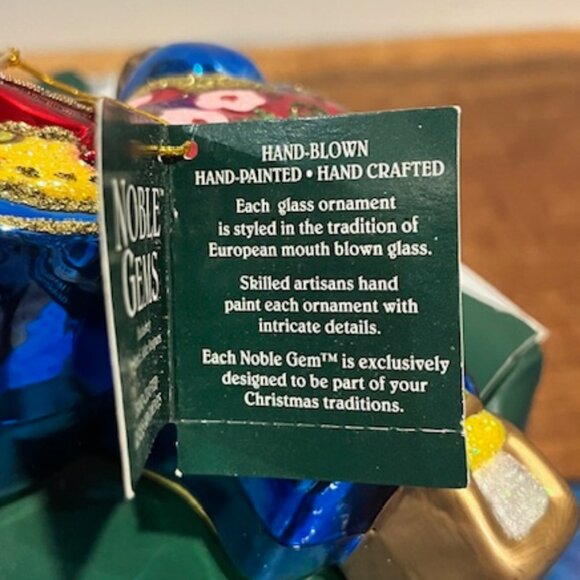 NOBLE
GEMS
HAND-BLOWN
HAND-PAINTED • HAND CRAFTED
Each glass ornament
is styled in the tradition of
European mouth blown glass.
Skilled artisans hand
paint each ornament with
intricate details.
Each Noble Gem™ is exclusively
designed to be part of your
Christmas traditions.